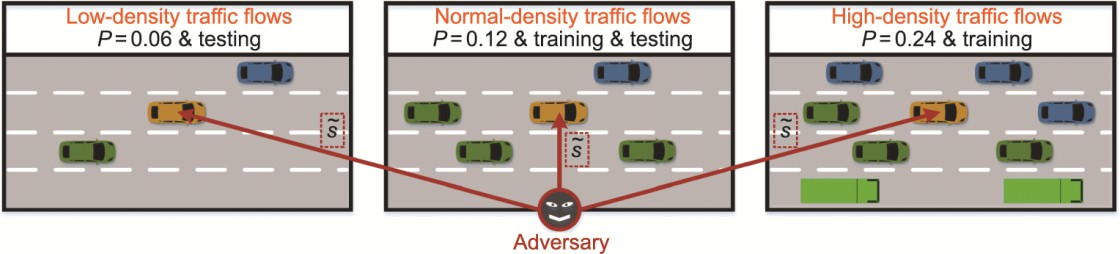 Low-density traffic flows
P = 0.06 & testing
Normal-density traffic flows
P = 0.12 & training & testing
High-density traffic flows
P = 0.24 & training
s̃
s̃
s̃
Adversary